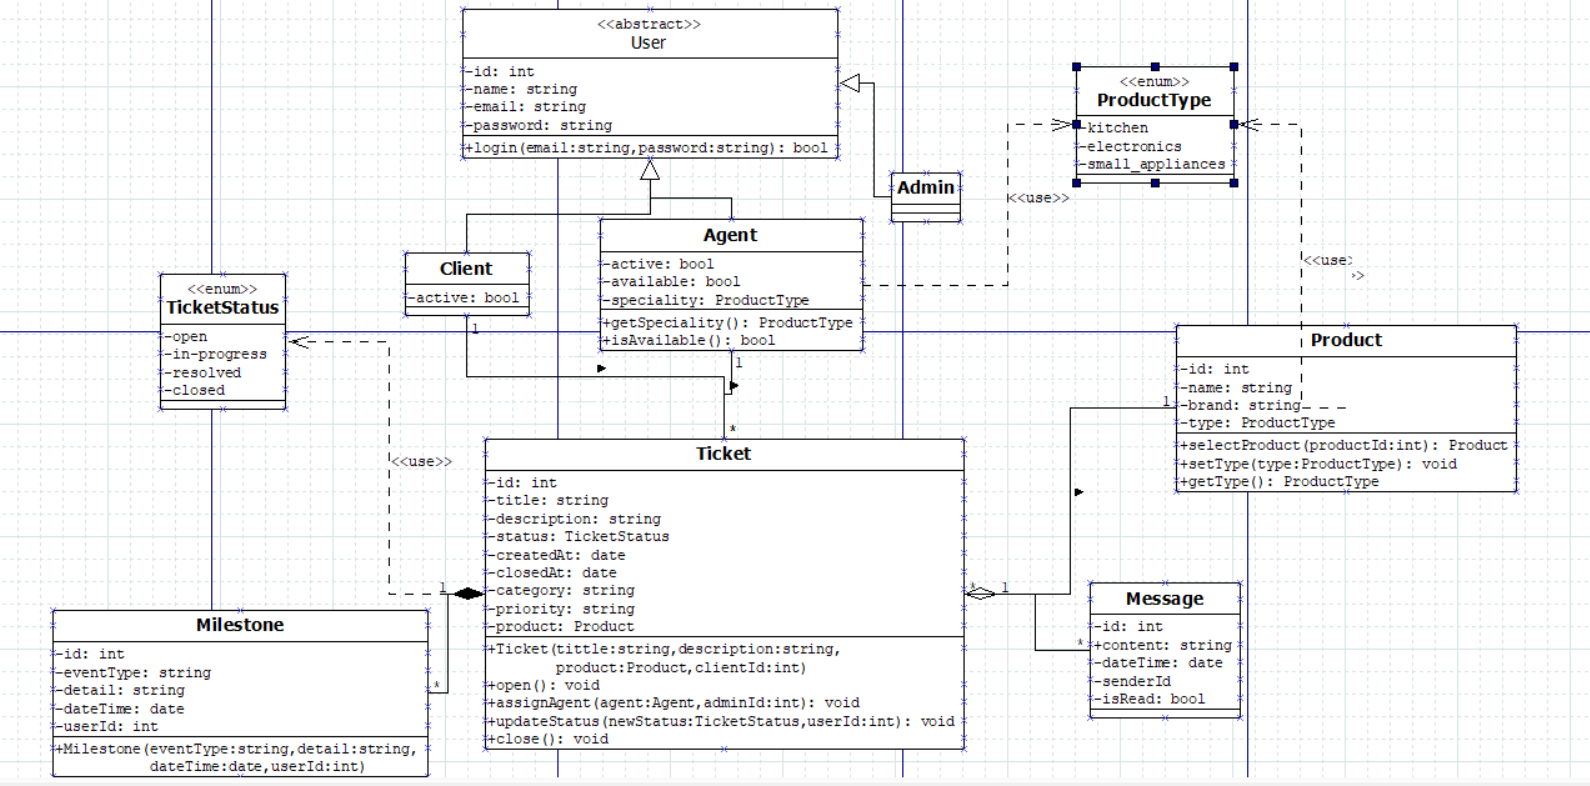 <<abstract>>
User
-id: int
-name: string
-email: string
-password: string
+login(email:string,password:string): bool
<<enum>>
ProductType
-kitchen
-electronics
-small_appliances
Admin
<<use>>
Agent
-active: bool
-available: bool
-speciality: ProductType
+getSpeciality(): ProductType
+isAvailable(): bool
Client
-active: bool
<<use>>
<<enum>>
TicketStatus
-open
-in-progress
-resolved
-closed
1
1
*
Product
-id: int
-name: string
-brand: string
-type: ProductType
+selectProduct(productId:int): Product
+setType(type:ProductType): void
+getType(): ProductType
1
<<use>>
Ticket
-id: int
-title: string
-description: string
-status: TicketStatus
-createdAt: date
-closedAt: date
-category: string
-priority: string
-product: Product
+Ticket(tittle:string,description:string,
product:Product,clientId:int)
+open(): void
+assignAgent(agent:Agent,adminId:int): void
+updateStatus(newStatus:TicketStatus,userId:int): void
+close(): void
1
*
*
1
*
Milestone
-id: int
-eventType: string
-detail: string
-dateTime: date
-userId: int
+Milestone(eventType:string,detail:string,
dateTime:date,userId:int)
Message
-id: int
+content: string
-dateTime: date
-senderId
-isRead: bool